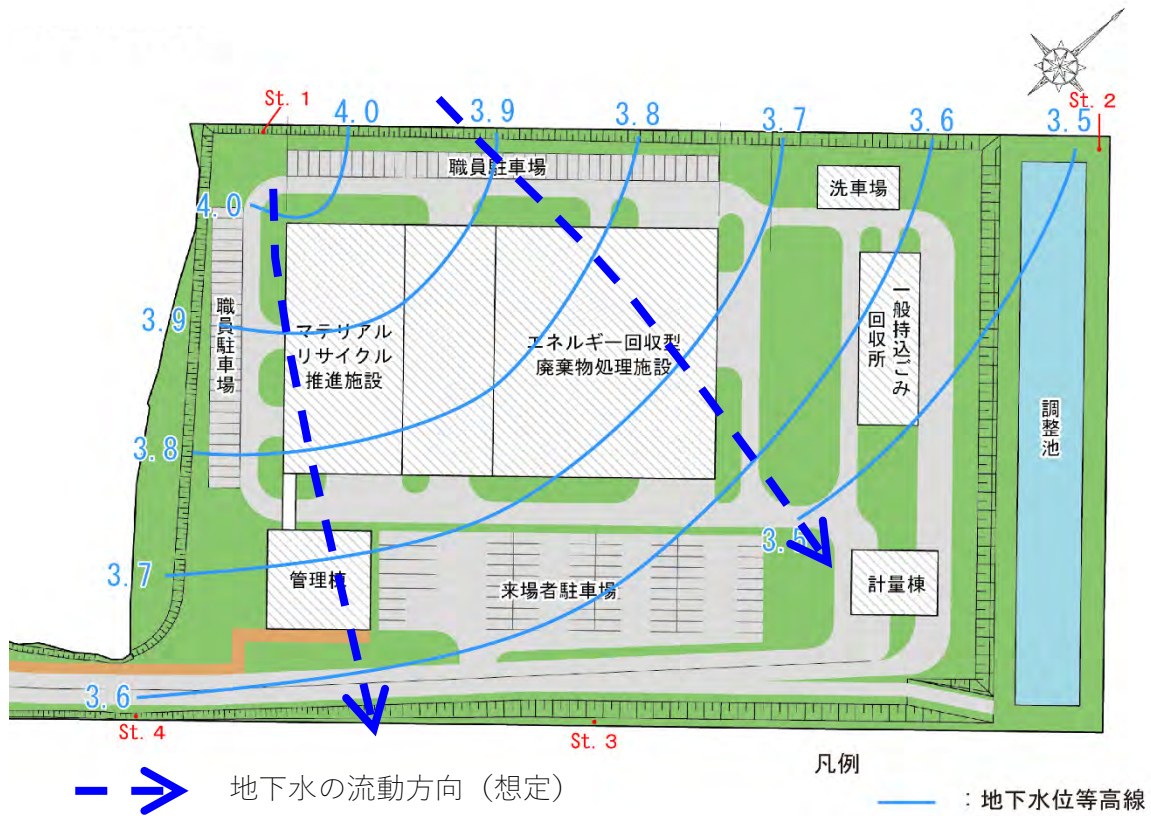 St. 1
4.0
3.9
3.8
3.7
3.6
3.5
St. 2
職員駐車場
洗車場
4.0
職員駐車場
3.9
マテリアル
リサイクル
推進施設
エネルギー回収型
廃棄物処理施設
一般持込ごみ
回収所
調整池
3.8
3.5
3.7
管理棟
来場者駐車場
計量棟
3.6
St. 4
St. 3
凡例
地下水の流動方向（想定）
：地下水位等高線